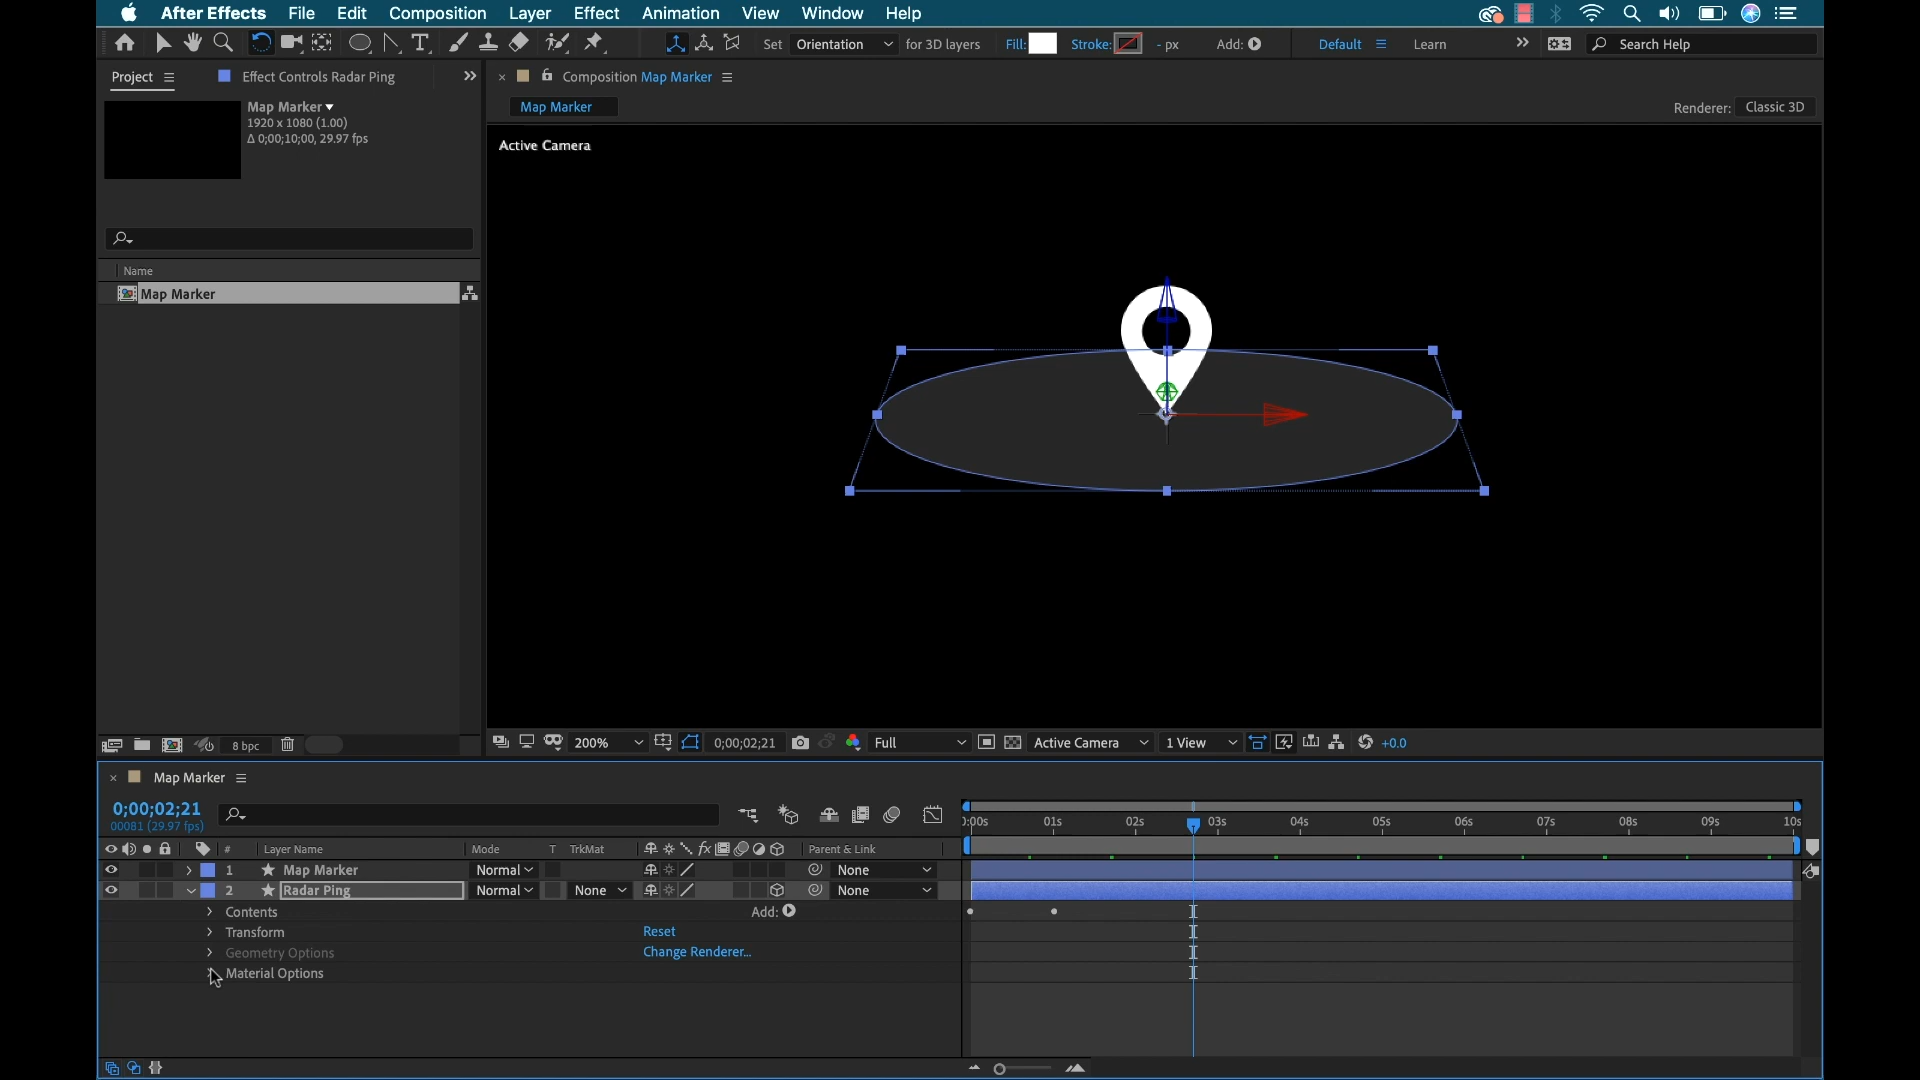 After Effects File Edit Composition Layer Effect Animation View Window Help
Set Orientation for 3D layers Fill: Stroke: - px Add: Default Learn Search Help
Project Effect Controls Radar Ping Composition Map Marker
Map Marker
1920 x 1080 (1.00)
Δ 0;00;10;00, 29.97 fps
Map Marker Renderer: Classic 3D
Active Camera
Name
Map Marker
8 bpc 200% 0;00;02;21 Full Active Camera 1 View +0.0
Map Marker
0;00;02;21
00081 (29.97 fps)
):00s 01s 02s 03s 04s 05s 06s 07s 08s 09s 10s
# Layer Name Mode T TrkMat fx Parent & Link
1 Map Marker Normal None
2 Radar Ping Normal None None
Contents Add:
Transform Reset
Geometry Options Change Renderer...
Material Options